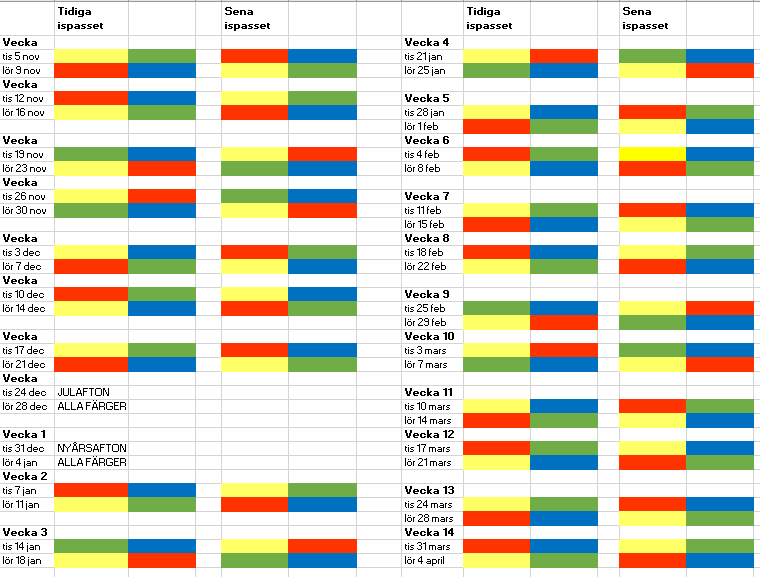 Tidiga ispasset
Sena ispasset
Vecka
tis 5 nov
lör 9 nov
Vecka
tis 12 nov
lör 16 nov
tis 19 nov
lör 23 nov
Vecka
tis 26 nov
lör 30 nov
Vecka
tis 3 dec
lör 7 dec
Vecka
tis 10 dec
lör 14 dec
Vecka
tis 17 dec
lör 21 dec
Vecka
tis 24 dec JULAFTON
lör 28 dec ALLA FÄRGER
Vecka 1
tis 31 dec NYÅRSAFTON
lör 4 jan ALLA FÄRGER
Vecka 2
tis 7 jan
lör 11 jan
Vecka 3
tis 14 jan
lör 18 jan
Tidiga ispasset
Sena ispasset
Vecka 4
tis 21 jan
lör 25 jan
Vecka 5
tis 28 jan
lör 1 feb
Vecka 6
tis 4 feb
lör 8 feb
Vecka 7
tis 11 feb
lör 15 feb
Vecka 8
tis 18 feb
lör 22 feb
Vecka 9
tis 25 feb
lör 29 feb
Vecka 10
tis 3 mars
lör 7 mars
Vecka 11
tis 10 mars
lör 14 mars
Vecka 12
tis 17 mars
lör 21 mars
Vecka 13
tis 24 mars
lör 28 mars
Vecka 14
tis 31 mars
lör 4 april